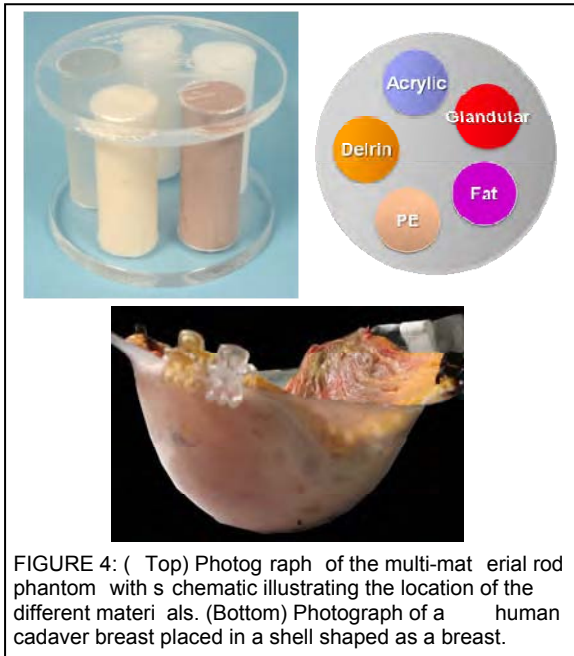 Acrylic
Glandular
Delrin
Fat
PE
FIGURE 4: ( Top) Photog raph of the multi-mat erial rod
phantom with s chematic illustrating the location of the
different materi als. (Bottom) Photograph of a human
cadaver breast placed in a shell shaped as a breast.